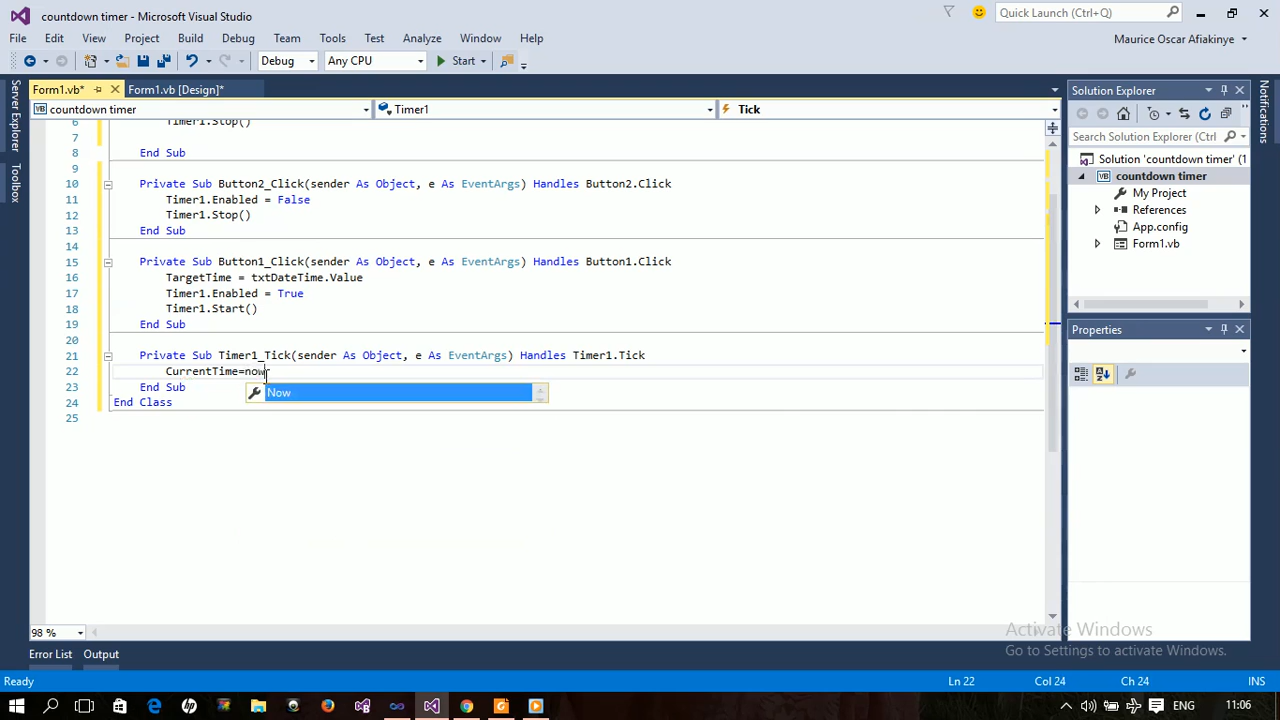 countdown timer - Microsoft Visual Studio
Quick Launch (Ctrl+Q)
File Edit View Project Build Debug Team Tools Test Analyze Window Help
Maurice Oscar Afiakinye
Debug Any CPU Start
Server Explorer
Toolbox
Form1.vb* Form1.vb [Design]*
countdown timer Timer1 Tick
6 Timer1.Stop()
7
8 End Sub
9
10 Private Sub Button2_Click(sender As Object, e As EventArgs) Handles Button2.Click
11 Timer1.Enabled = False
12 Timer1.Stop()
13 End Sub
14
15 Private Sub Button1_Click(sender As Object, e As EventArgs) Handles Button1.Click
16 TargetTime = txtDateTime.Value
17 Timer1.Enabled = True
18 Timer1.Start()
19 End Sub
20
21 Private Sub Timer1_Tick(sender As Object, e As EventArgs) Handles Timer1.Tick
22 CurrentTime=now
23 End Sub
Now
24 End Class
25
98 %
Solution Explorer
Search Solution Explorer (Ctrl
Solution 'countdown timer' (1
countdown timer
My Project
References
App.config
Form1.vb
Properties
Notifications
Activate Windows
Go to Settings to activate Windows.
Error List Output
Ready Ln 22 Col 24 Ch 24 INS
ENG 11:06